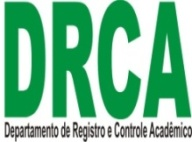 DRCA
Departamento de Registro e Controle Acadêmico